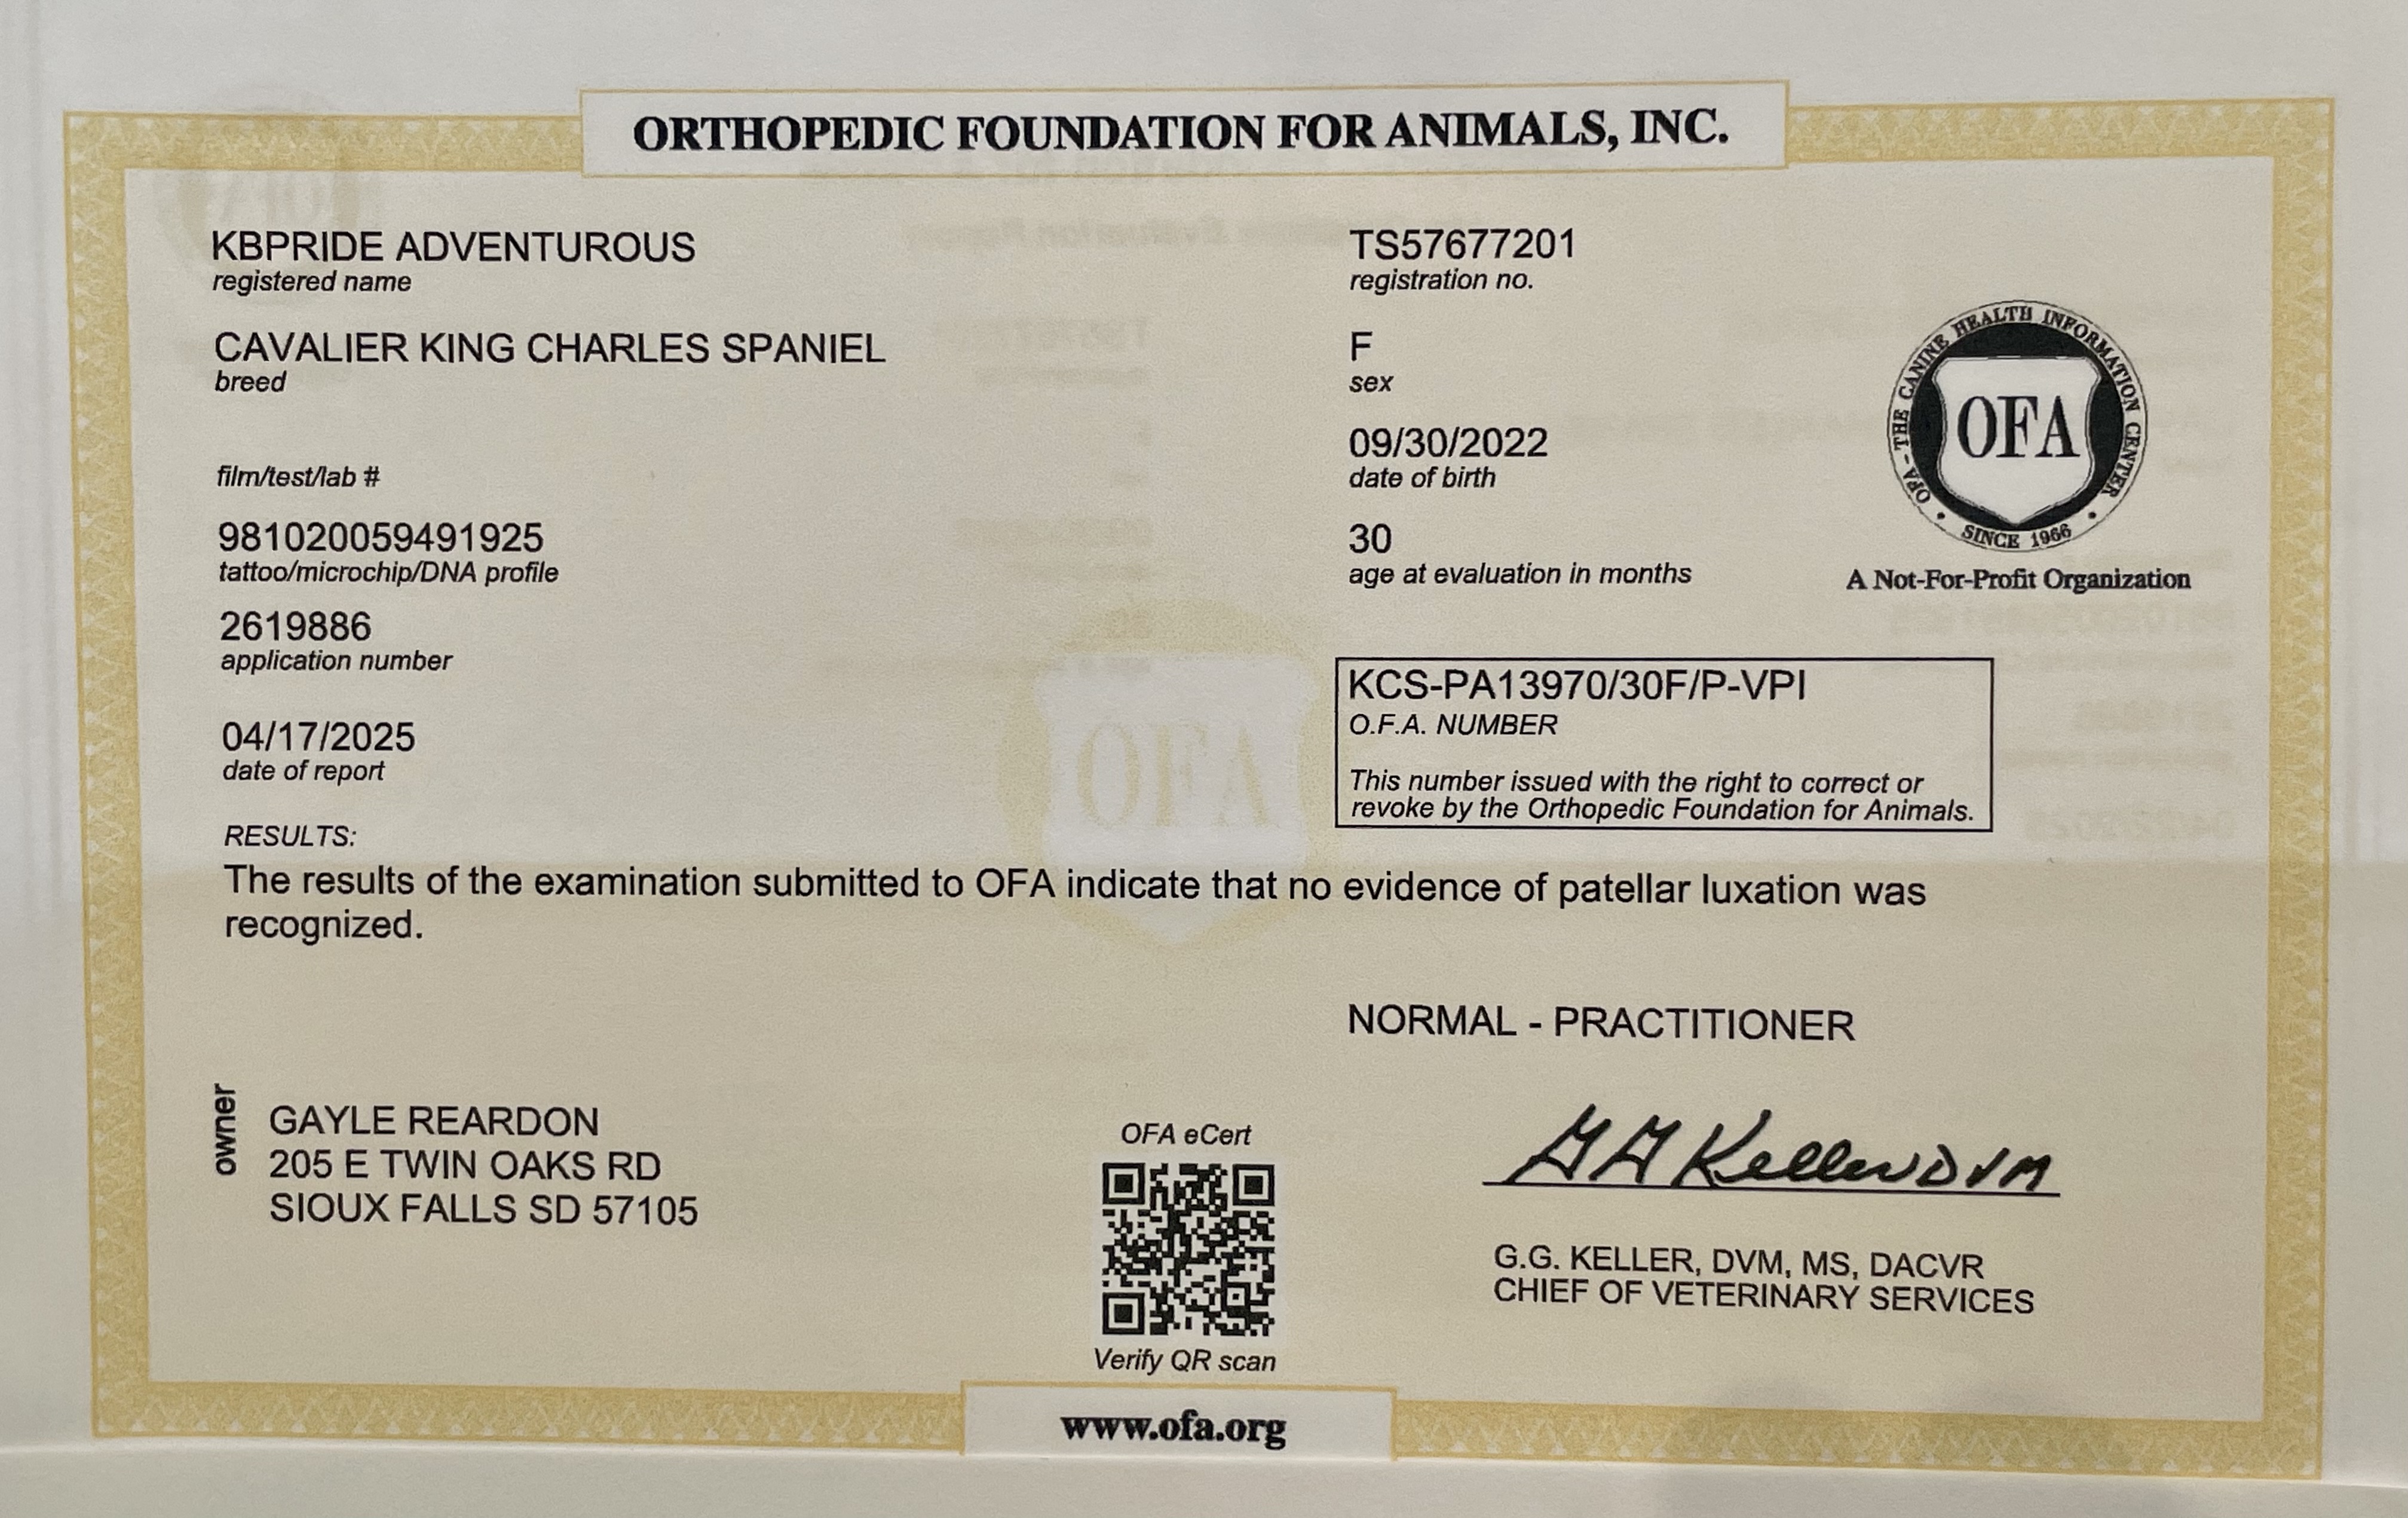 ORTHOPEDIC FOUNDATION FOR ANIMALS, INC.
KBPRIDE ADVENTUROUS
registered name
TS57677201
registration no.
CAVALIER KING CHARLES SPANIEL
breed
F
sex
film/test/lab #
09/30/2022
date of birth
981020059491925
tattoo/microchip/DNA profile
30
age at evaluation in months
OFA - THE CANINE HEALTH INFORMATION CENTER
OFA
• SINCE 1966 •
A Not-For-Profit Organization
2619886
application number
KCS-PA13970/30F/P-VPI
O.F.A. NUMBER
This number issued with the right to correct or
revoke by the Orthopedic Foundation for Animals.
04/17/2025
date of report
OFA
RESULTS:
The results of the examination submitted to OFA indicate that no evidence of patellar luxation was
recognized.
NORMAL - PRACTITIONER
owner
GAYLE REARDON
205 E TWIN OAKS RD
SIOUX FALLS SD 57105
OFA eCert
Verify QR scan
GG Keller DVM
G.G. KELLER, DVM, MS, DACVR
CHIEF OF VETERINARY SERVICES
www.ofa.org